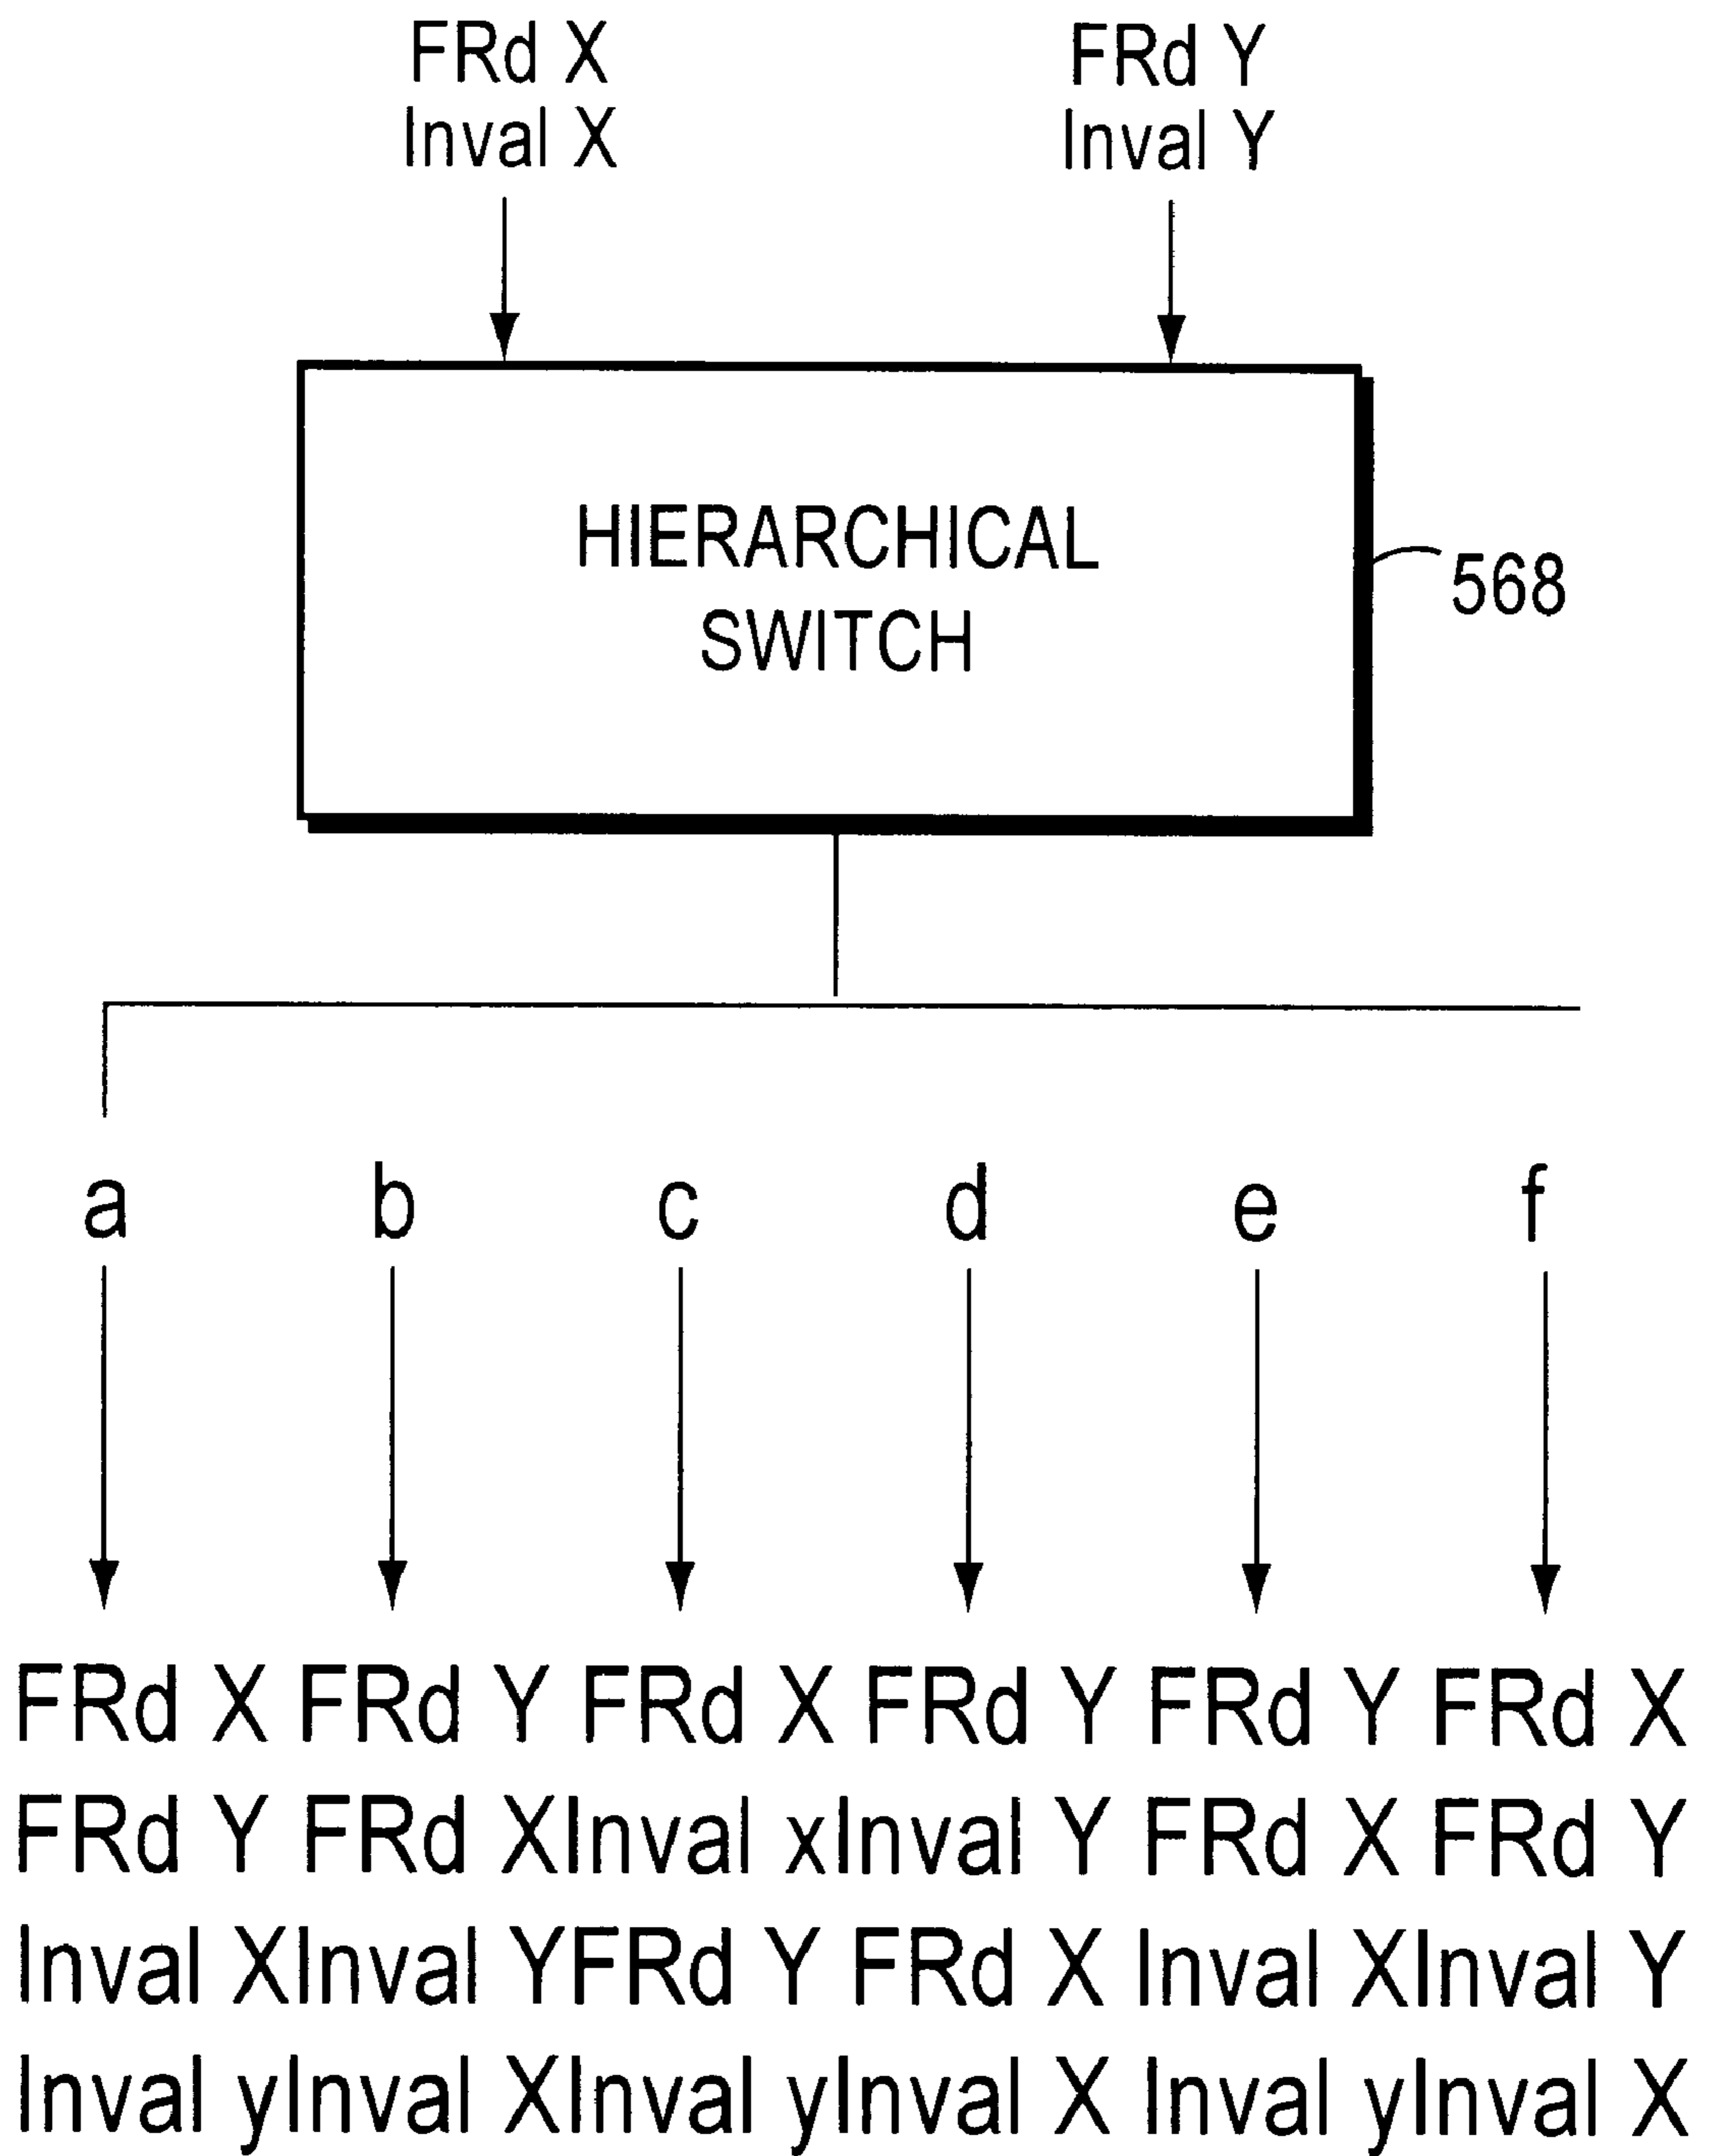 FRd X
Inval X
FRd Y
Inval Y
HIERARCHICAL
SWITCH
568
a b c d e f
FRd X FRd Y FRd X FRd Y FRd Y FRd X
FRd Y FRd XInval xInval Y FRd X FRd Y
Inval XInval YFRd Y FRd X Inval XInval Y
Inval yInval XInval yInval X Inval yInval X